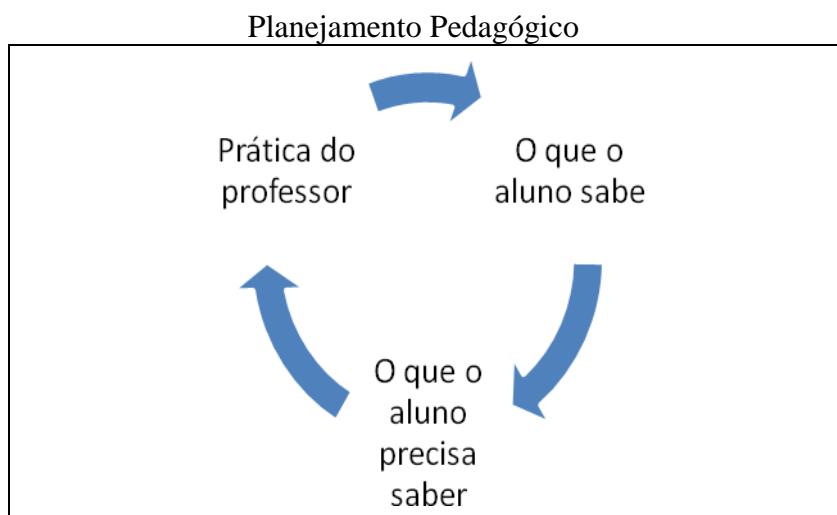 Planejamento Pedagógico
Prática do
professor
O que o
aluno sabe
O que o
aluno
precisa
saber